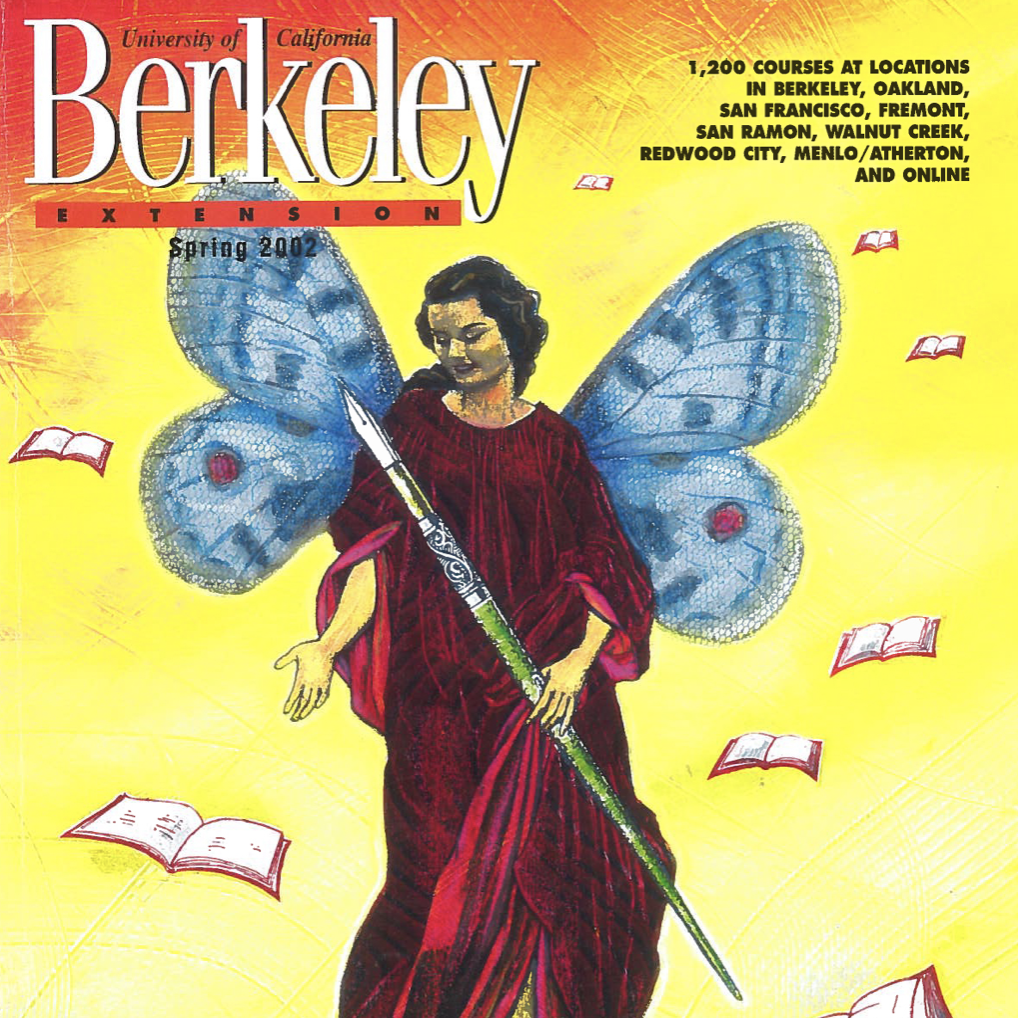 University of California
Berkeley
EXTENSION
Spring 2002
1,200 COURSES AT LOCATIONS
IN BERKELEY, OAKLAND,
SAN FRANCISCO, FREMONT,
SAN RAMON, WALNUT CREEK,
REDWOOD CITY, MENLO/ATHERTON,
AND ONLINE